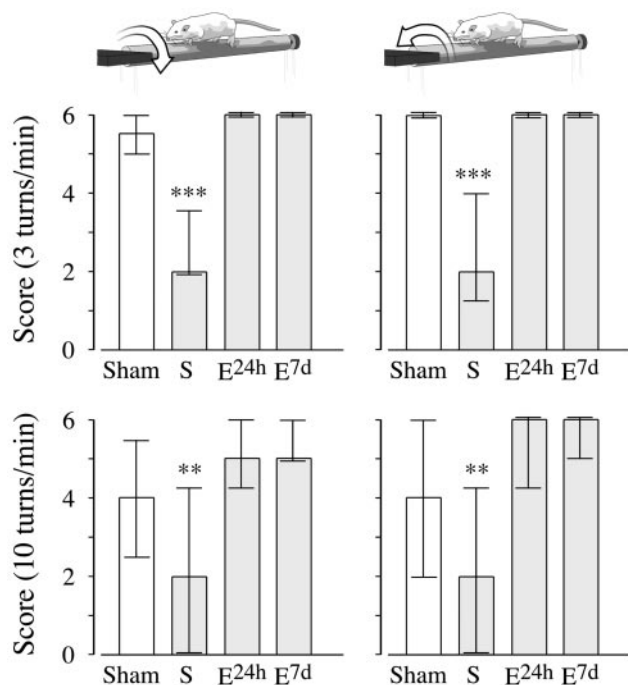 Score (3 turns/min)
6
4
2
0
***
Sham S E24h E7d
***
Sham S E24h E7d
Score (10 turns/min)
6
4
2
0
**
Sham S E24h E7d
**
Sham S E24h E7d